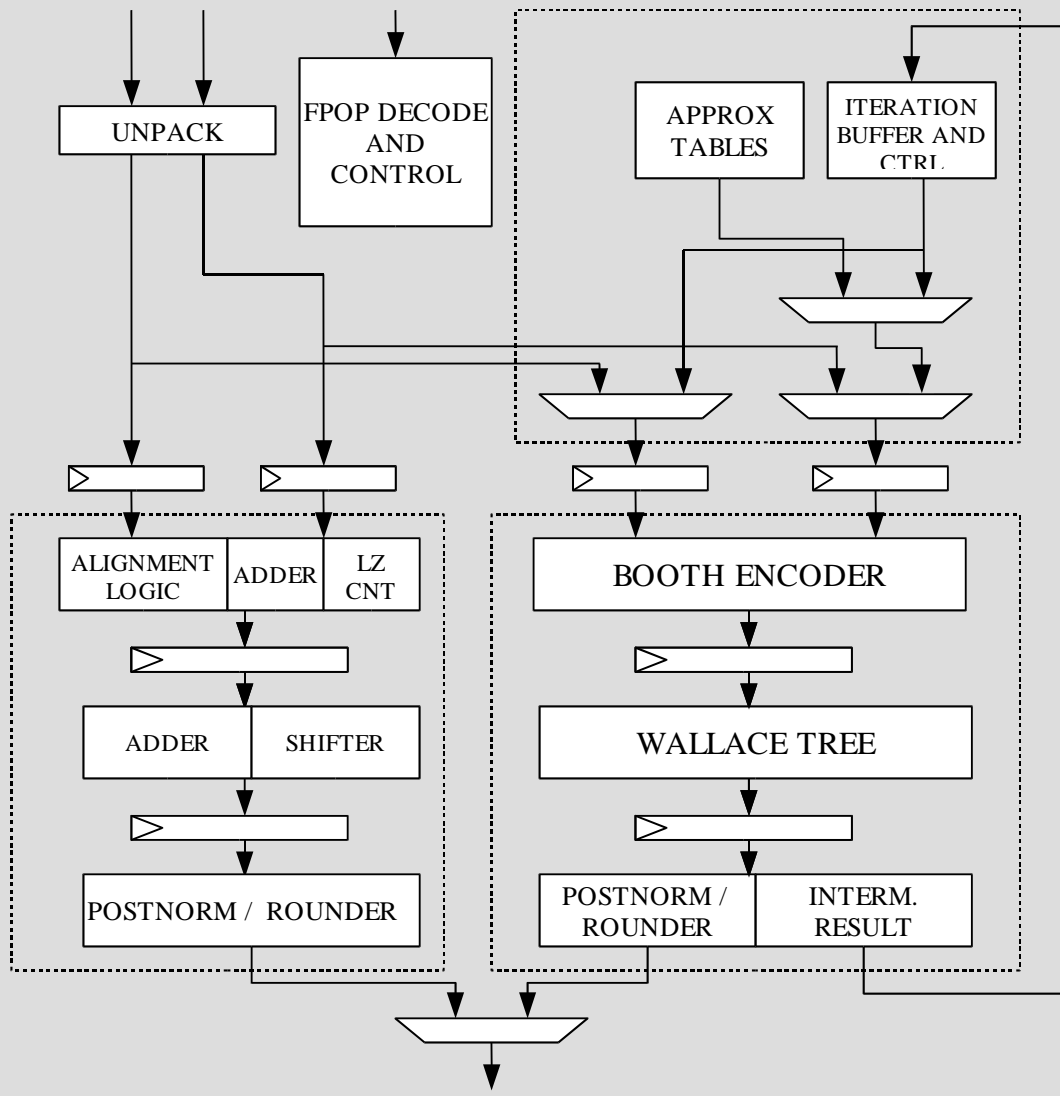 UNPACK
FPOP DECODE
AND
CONTROL
APPROX
TABLES
ITERATION
BUFFER AND
CTRL
ALIGNMENT
LOGIC
ADDER
LZ
CNT
BOOTH ENCODER
ADDER
SHIFTER
WALLACE TREE
POSTNORM / ROUNDER
POSTNORM /
ROUNDER
INTERM.
RESULT